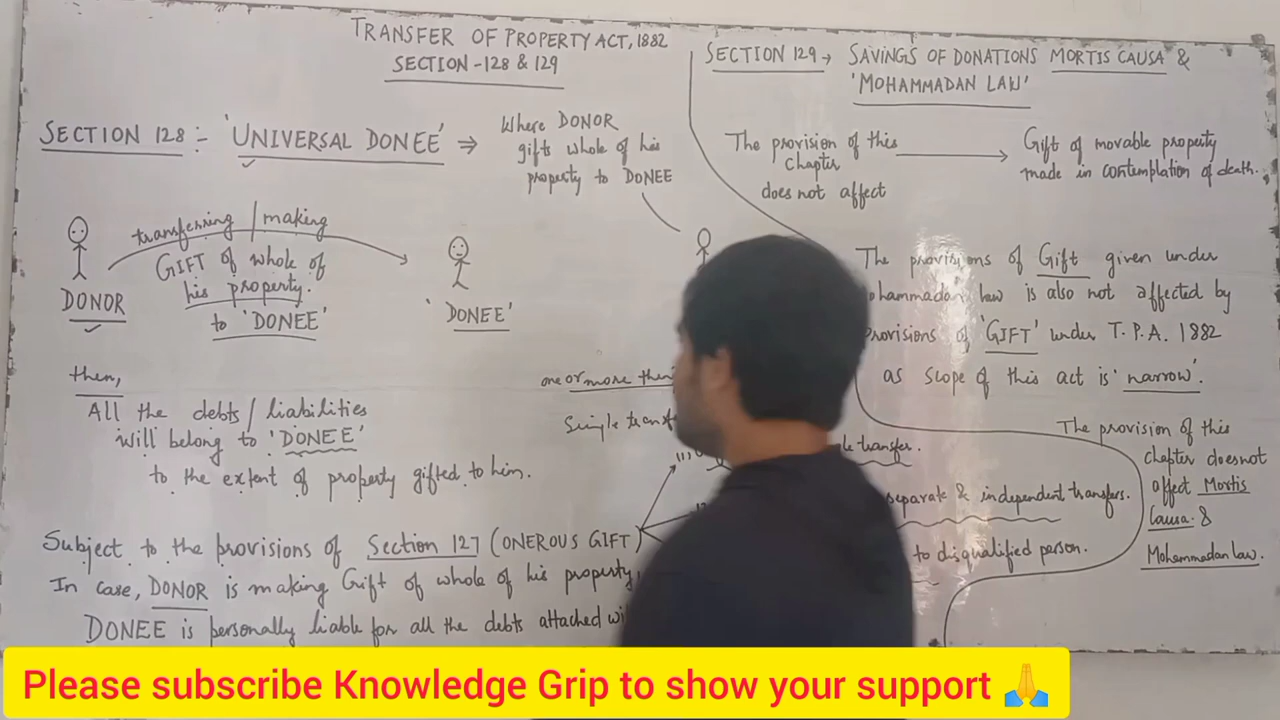 TRANSFER OF PROPERTY ACT, 1882
SECTION - 128 & 129
SECTION 128 :- 'UNIVERSAL DONEE' ⇒
Where DONOR
gifts whole of his
property to DONEE
transferring / making
GIFT of whole of
his property.
to 'DONEE'
DONOR
'DONEE'
then,
All the debts / liabilities
will belong to 'DONEE'
to the extent of property gifted to him.
one or more
Single
Subject to the provisions of Section 127 (ONEROUS GIFT)
In case, DONOR is making Gift of whole of his property,
DONEE is personally liable for all the debts attached
transfer.
separate & independent transfers.
to disqualified person.
SECTION 129 → SAVINGS OF DONATIONS MORTIS CAUSA &
'MOHAMMADAN LAW'
The provision of this
chapter
does not affect
Gift of movable property
made in contemplation of death.
The provisions of Gift given under
law is also not affected by
provisions of 'GIFT' under T.P.A. 1882
as scope of this act is 'narrow'.
The provision of this
chapter does not
affect Mortis
Causa &
Mohammadan law.
Please subscribe Knowledge Grip to show your support 🙏